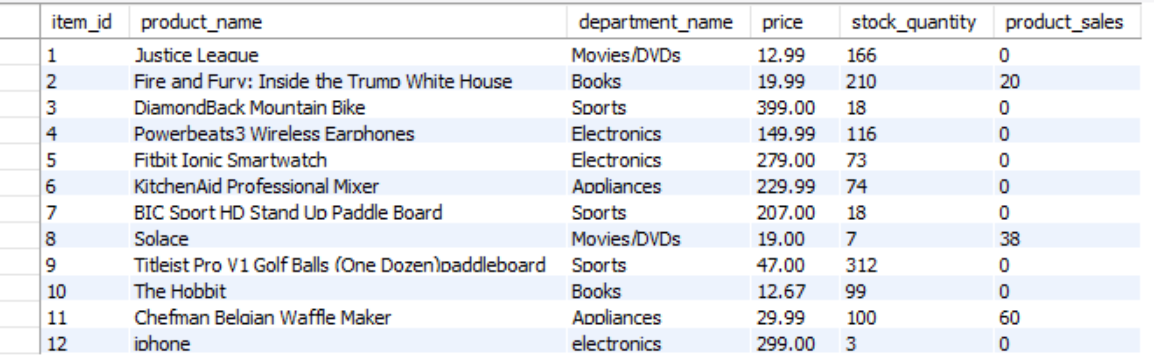 item_id product_name department_name price stock_quantity product_sales
1 Justice League Movies/DVDs 12.99 166 0
2 Fire and Fury: Inside the Trump White House Books 19.99 210 20
3 DiamondBack Mountain Bike Sports 399.00 18 0
4 Powerbeats3 Wireless Earphones Electronics 149.99 116 0
5 Fitbit Ionic Smartwatch Electronics 279.00 73 0
6 KitchenAid Professional Mixer Appliances 229.99 74 0
7 BIC Sport HD Stand Up Paddle Board Sports 207.00 18 0
8 Solace Movies/DVDs 19.00 7 38
9 Titleist Pro V1 Golf Balls (One Dozen)paddleboard Sports 47.00 312 0
10 The Hobbit Books 12.67 99 0
11 Chefman Belgian Waffle Maker Appliances 29.99 100 60
12 iphone electronics 299.00 3 0